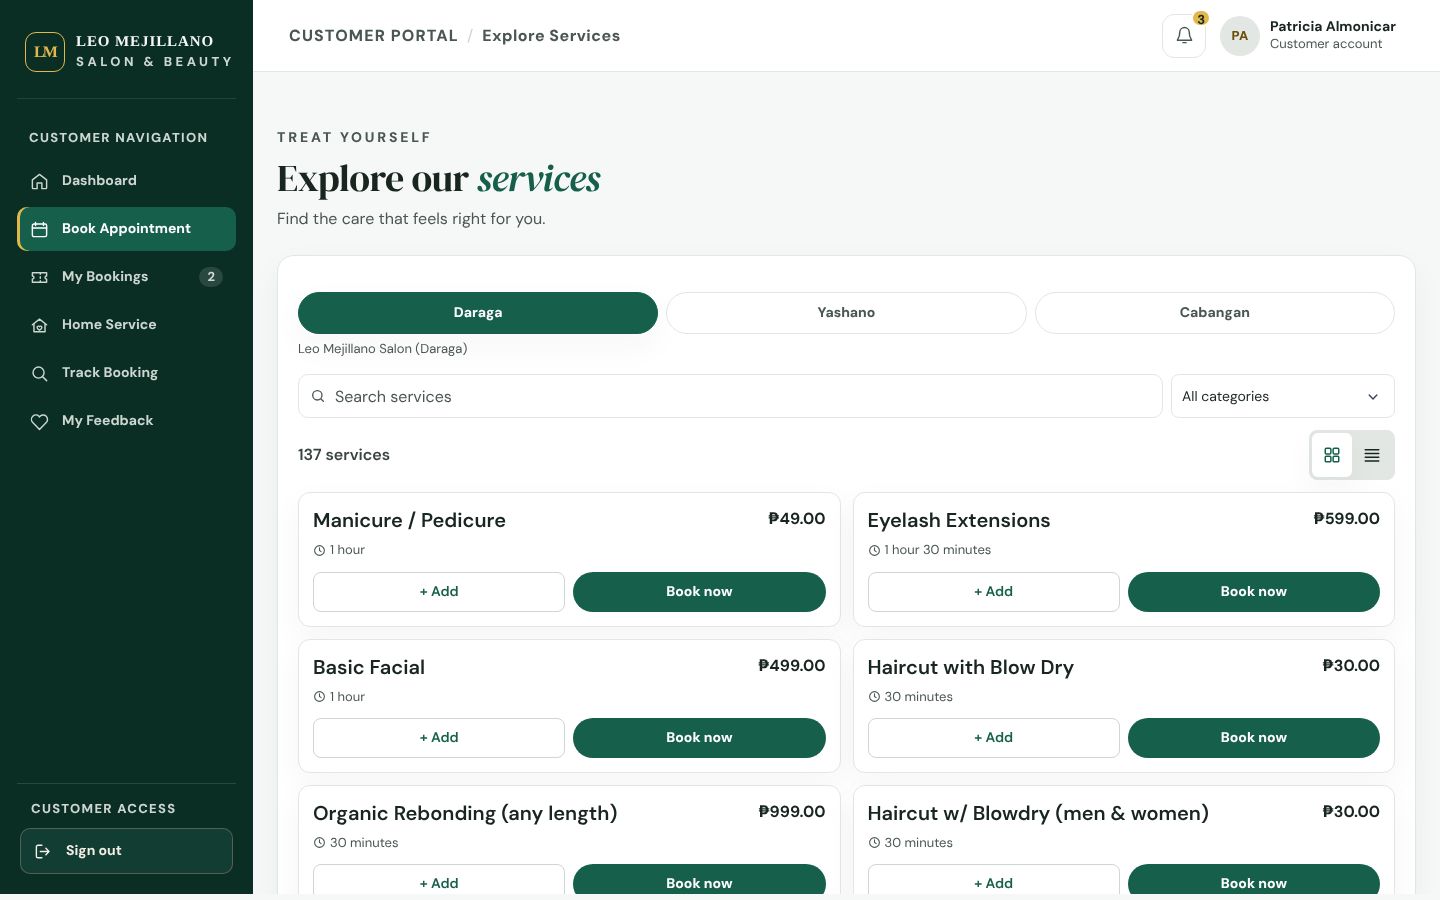 LM
LEO MEJILLANO
SALON & BEAUTY
CUSTOMER NAVIGATION
Dashboard
Book Appointment
My Bookings 2
Home Service
Track Booking
My Feedback
CUSTOMER ACCESS
Sign out
CUSTOMER PORTAL / Explore Services
3
PA
Patricia Almonicar
Customer account
TREAT YOURSELF
Explore our services
Find the care that feels right for you.
Daraga Yashano Cabangan
Leo Mejillano Salon (Daraga)
Search services All categories
137 services
Manicure / Pedicure ₱49.00
1 hour
+ Add Book now
Eyelash Extensions ₱599.00
1 hour 30 minutes
+ Add Book now
Basic Facial ₱499.00
1 hour
+ Add Book now
Haircut with Blow Dry ₱30.00
30 minutes
+ Add Book now
Organic Rebonding (any length) ₱999.00
30 minutes
+ Add Book now
Haircut w/ Blowdry (men & women) ₱30.00
30 minutes
+ Add Book now